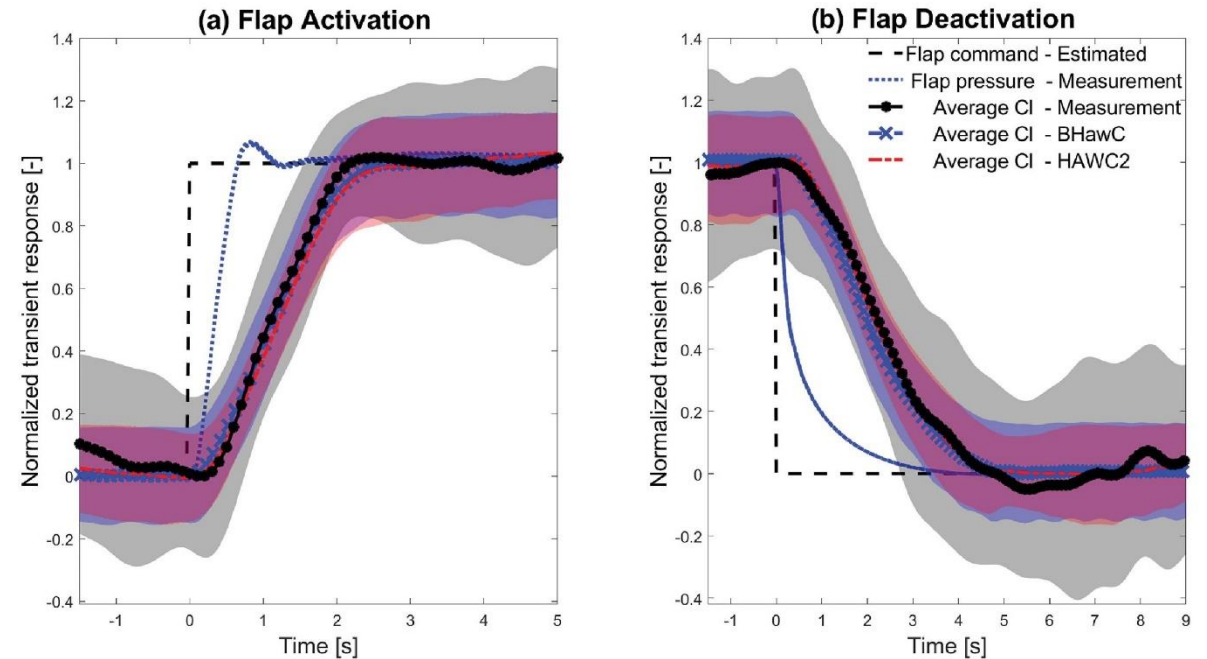 (a) Flap Activation
Normalized transient response [-]
1.4
1.2
1
0.8
0.6
0.4
0.2
0
-0.2
-0.4
-1 0 1 2 3 4 5
Time [s]
(b) Flap Deactivation
Flap command - Estimated
Flap pressure - Measurement
Average Cl - Measurement
Average Cl - BHawC
Average Cl - HAWC2
Normalized transient response [-]
1.4
1.2
1
0.8
0.6
0.4
0.2
0
-0.2
-0.4
-1 0 1 2 3 4 5 6 7 8 9
Time [s]